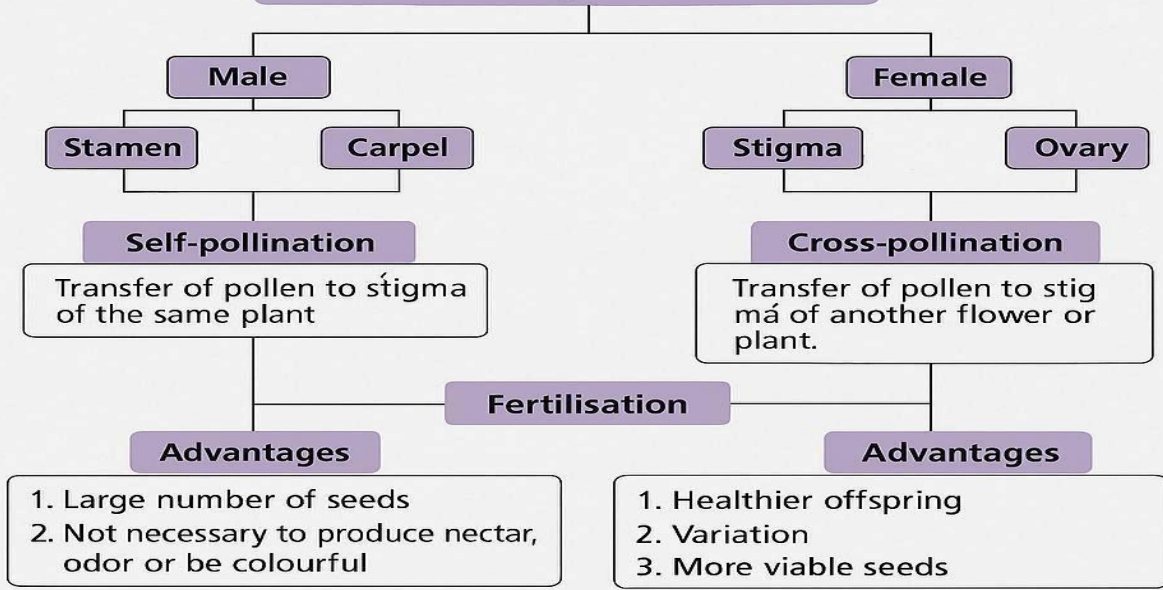 Male
Female
Stamen
Carpel
Stigma
Ovary
Self-pollination
Cross-pollination
Transfer of pollen to śtigma
of the same plant
Transfer of pollen to stig
má of another flower or
plant.
Fertilisation
Advantages
Advantages
1. Large number of seeds
2. Not necessary to produce nectar,
odor or be colourful
1. Healthier offspring
2. Variation
3. More viable seeds